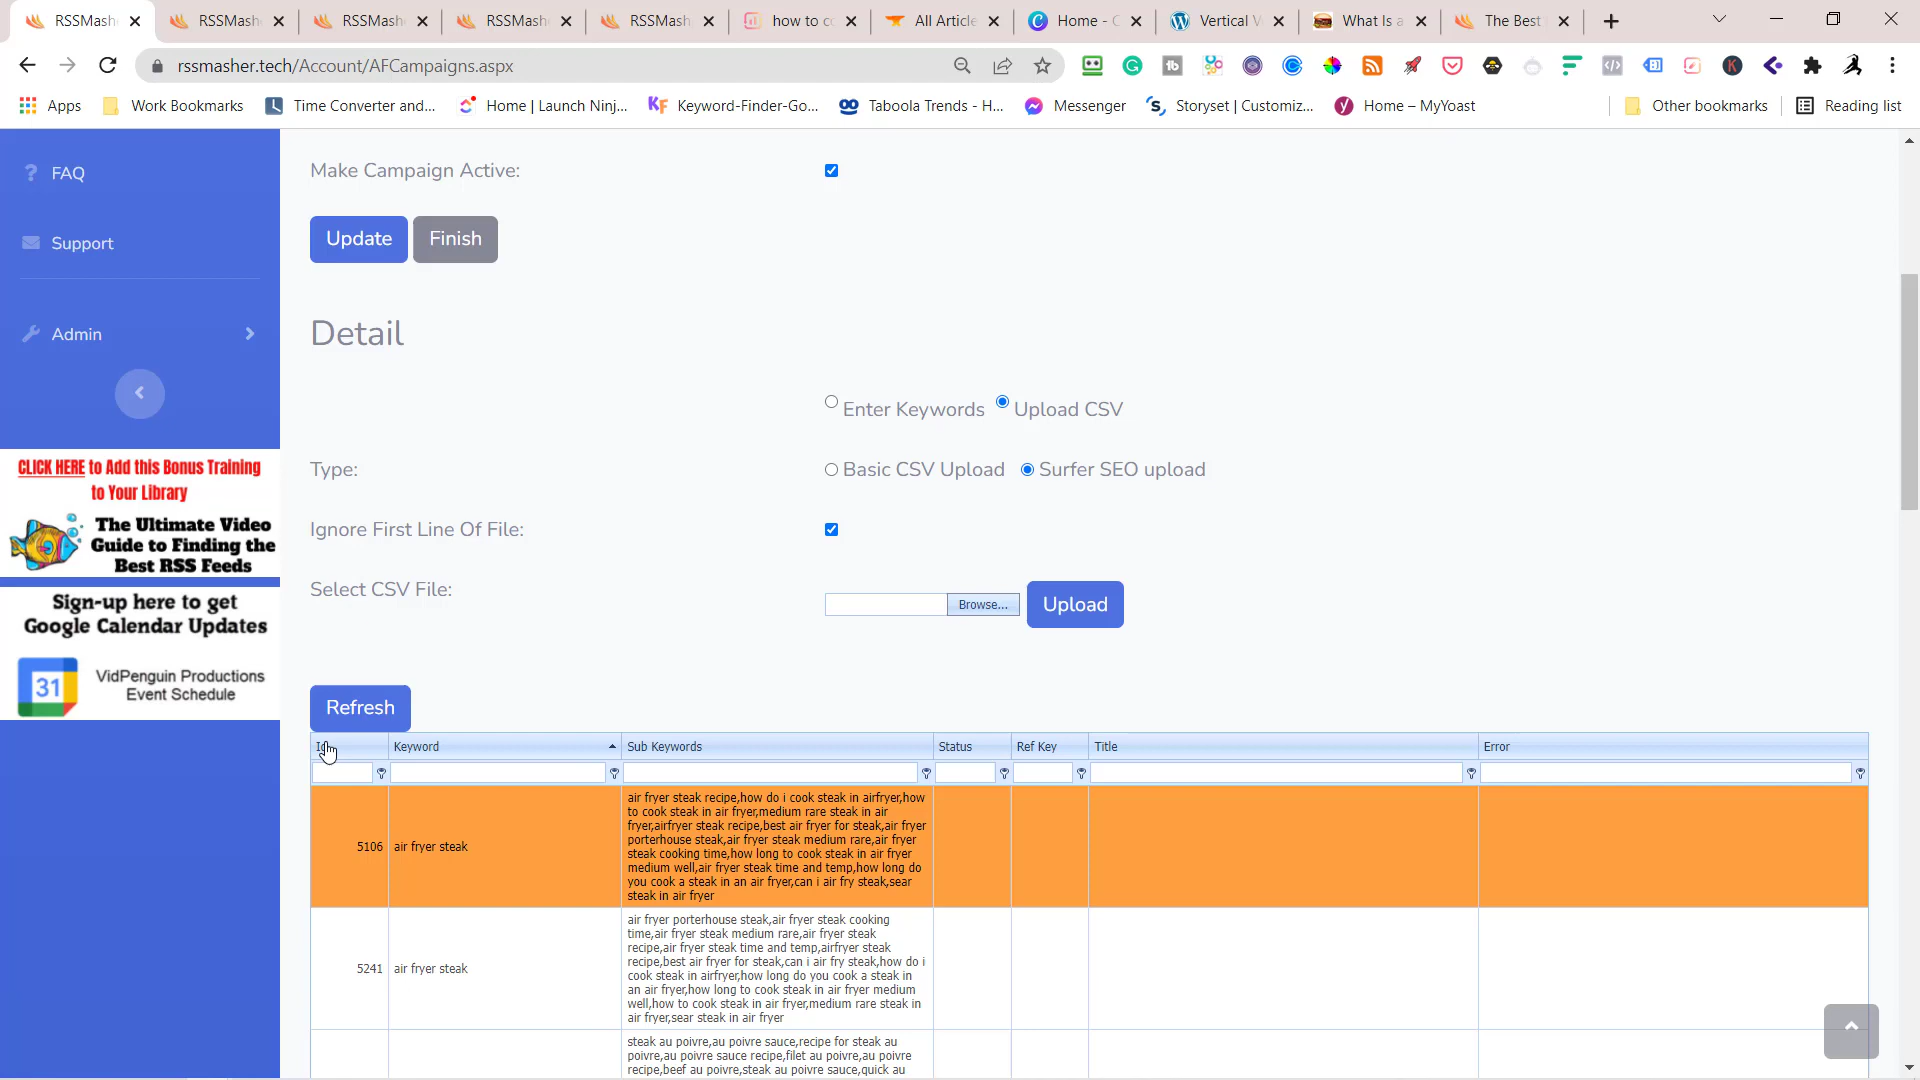 RSSMashe
RSSMashe
RSSMashe
RSSMashe
RSSMash
how to co
All Article
Home - C
Vertical V
What Is a
The Best
rssmasher.tech/Account/AFCampaigns.aspx
Apps
Work Bookmarks
Time Converter and...
Home | Launch Ninj...
Keyword-Finder-Go...
Taboola Trends - H...
Messenger
Storyset | Customiz...
Home – MyYoast
Other bookmarks
Reading list
FAQ
Support
Admin
CLICK HERE to Add this Bonus Training
to Your Library
The Ultimate Video
Guide to Finding the
Best RSS Feeds
Sign-up here to get
Google Calendar Updates
31
VidPenguin Productions
Event Schedule
Make Campaign Active:
Update
Finish
Detail
Enter Keywords
Upload CSV
Type:
Basic CSV Upload
Surfer SEO upload
Ignore First Line Of File:
Select CSV File:
Browse...
Upload
Refresh
Keyword
Sub Keywords
Status
Ref Key
Title
Error
5106
air fryer steak
air fryer steak recipe,how do i cook steak in airfryer,how
to cook steak in air fryer,medium rare steak in air
fryer,airfryer steak recipe,best air fryer for steak,air fryer
porterhouse steak,air fryer steak medium rare,air fryer
steak cooking time,how long to cook steak in air fryer
medium well,air fryer steak time and temp,how long do
you cook a steak in an air fryer,can i air fry steak,sear
steak in air fryer
5241
air fryer steak
air fryer porterhouse steak,air fryer steak cooking
time,air fryer steak medium rare,air fryer steak
recipe,air fryer steak time and temp,airfryer steak
recipe,best air fryer for steak,can i air fry steak,how do i
cook steak in airfryer,how long do you cook a steak in
an air fryer,how long to cook steak in air fryer medium
well,how to cook steak in air fryer,medium rare steak in
air fryer,sear steak in air fryer
steak au poivre,au poivre sauce,recipe for steak au
poivre,au poivre sauce recipe,filet au poivre,au poivre
recipe,beef au poivre,steak au poivre sauce,quick au